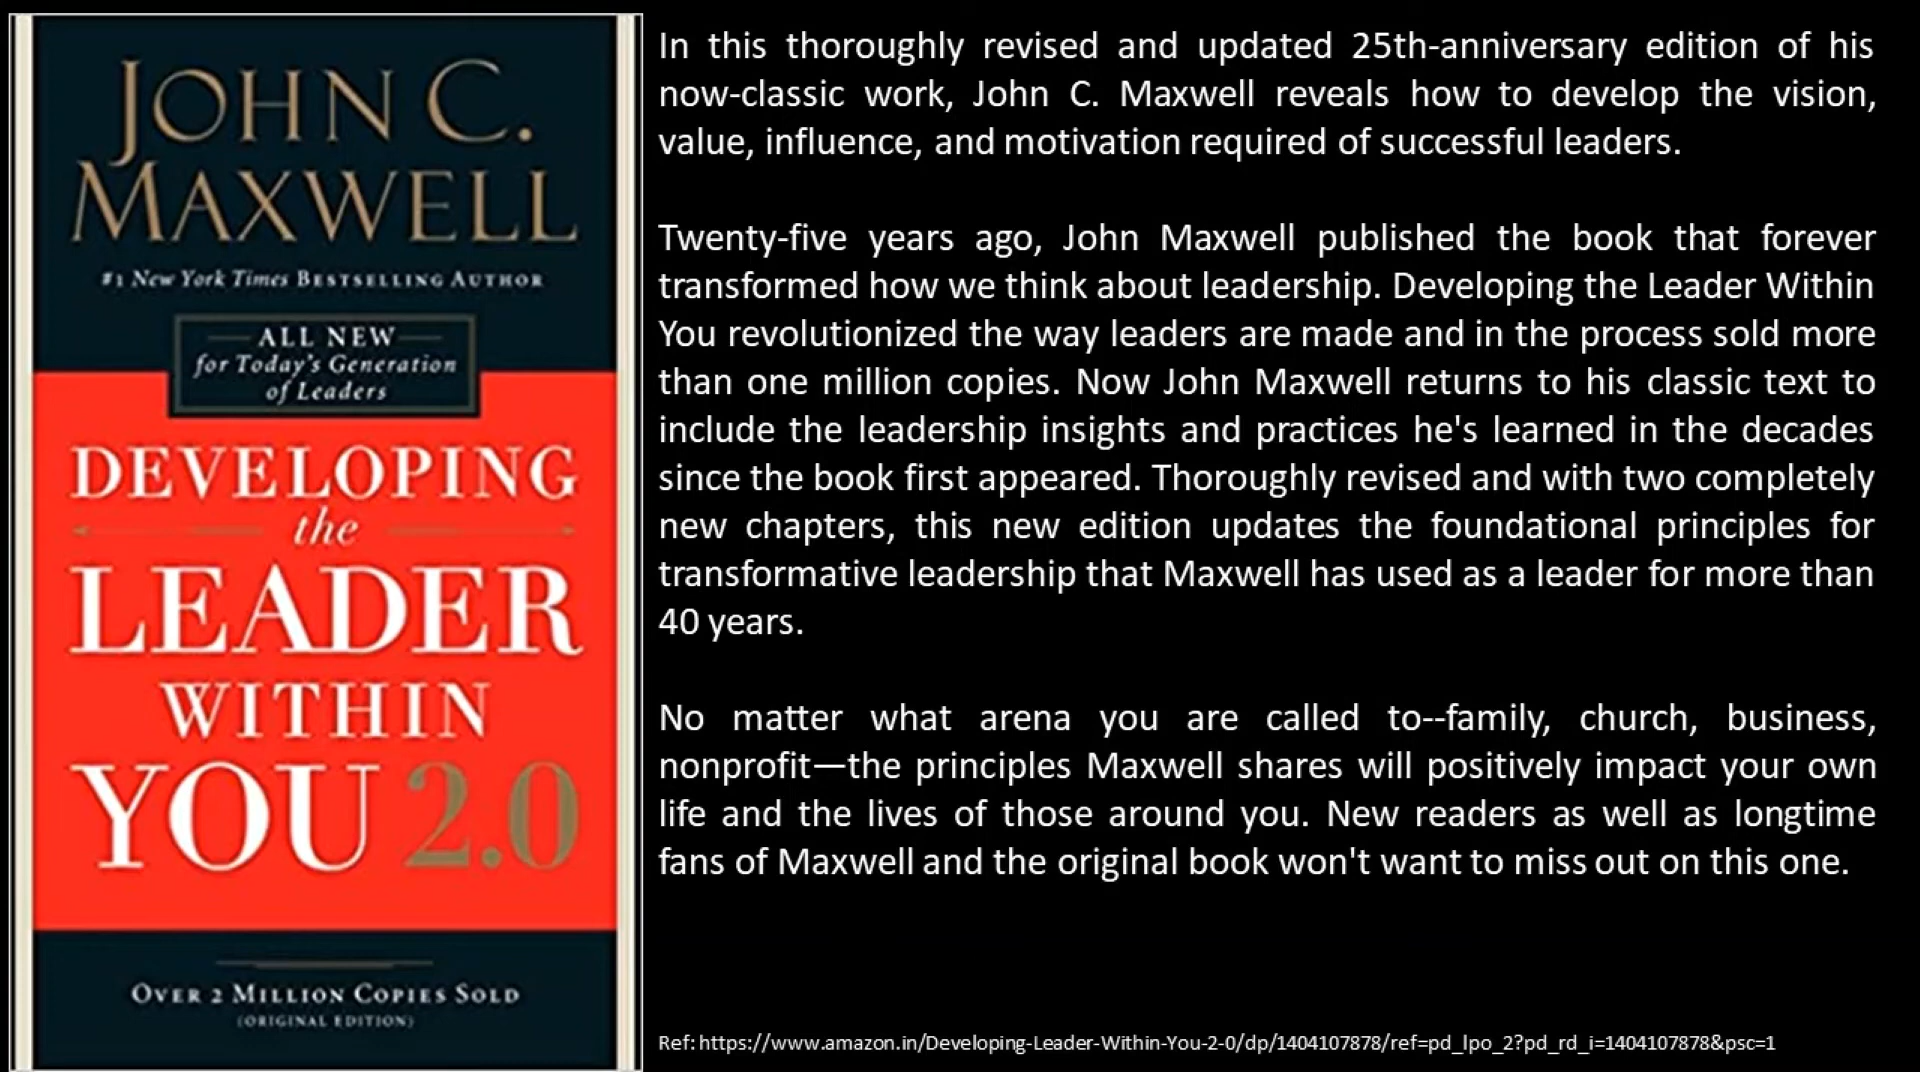 JOHN C.
MAXWELL
#1 New York Times BESTSELLING AUTHOR
ALL NEW
for Today's Generation
of Leaders
DEVELOPING
the
LEADER
WITHIN
YOU 2.0
OVER 2 MILLION COPIES SOLD
(ORIGINAL EDITION)
In this thoroughly revised and updated 25th-anniversary edition of his
now-classic work, John C. Maxwell reveals how to develop the vision,
value, influence, and motivation required of successful leaders.
Twenty-five years ago, John Maxwell published the book that forever
transformed how we think about leadership. Developing the Leader Within
You revolutionized the way leaders are made and in the process sold more
than one million copies. Now John Maxwell returns to his classic text to
include the leadership insights and practices he's learned in the decades
since the book first appeared. Thoroughly revised and with two completely
new chapters, this new edition updates the foundational principles for
transformative leadership that Maxwell has used as a leader for more than
40 years.
No matter what arena you are called to--family, church, business,
nonprofit—the principles Maxwell shares will positively impact your own
life and the lives of those around you. New readers as well as longtime
fans of Maxwell and the original book won't want to miss out on this one.
Ref: https://www.amazon.in/Developing-Leader-Within-You-2-0/dp/1404107878/ref=pd_lpo_2?pd_rd_i=1404107878&psc=1